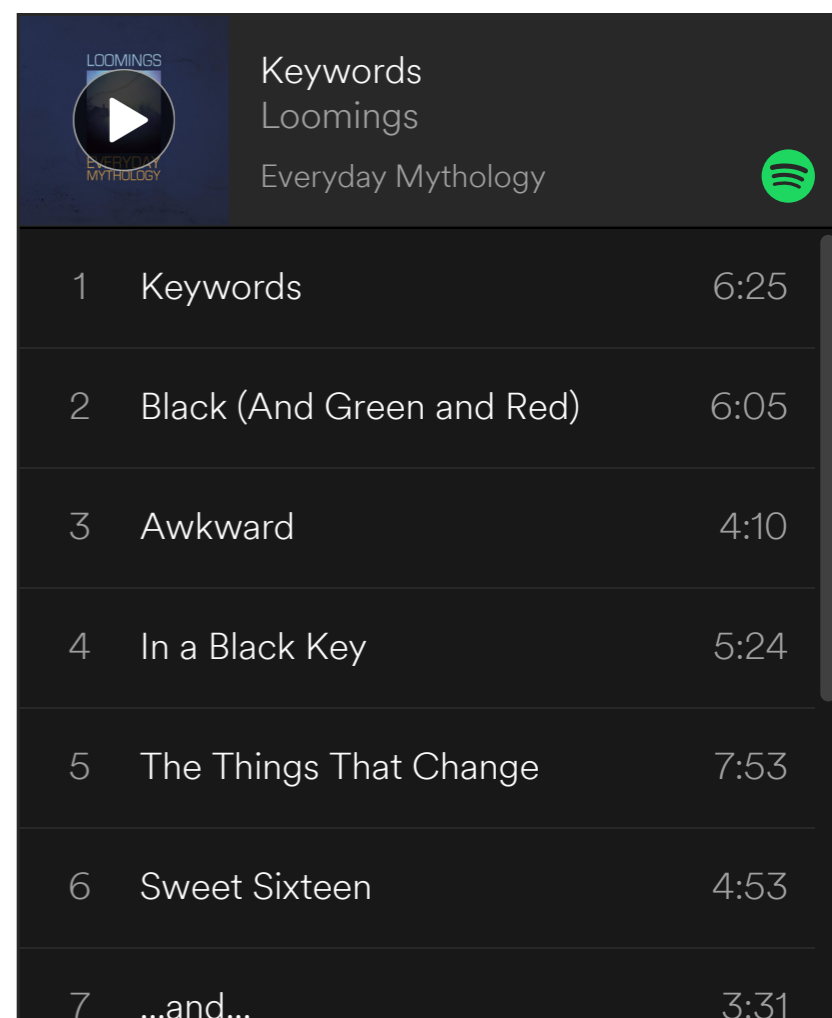 LOOMINGS
EVERYDAY
MYTHOLOGY
Keywords
Loomings
Everyday Mythology
1 Keywords 6:25
2 Black (And Green and Red) 6:05
3 Awkward 4:10
4 In a Black Key 5:24
5 The Things That Change 7:53
6 Sweet Sixteen 4:53
7 ...and... 3:31